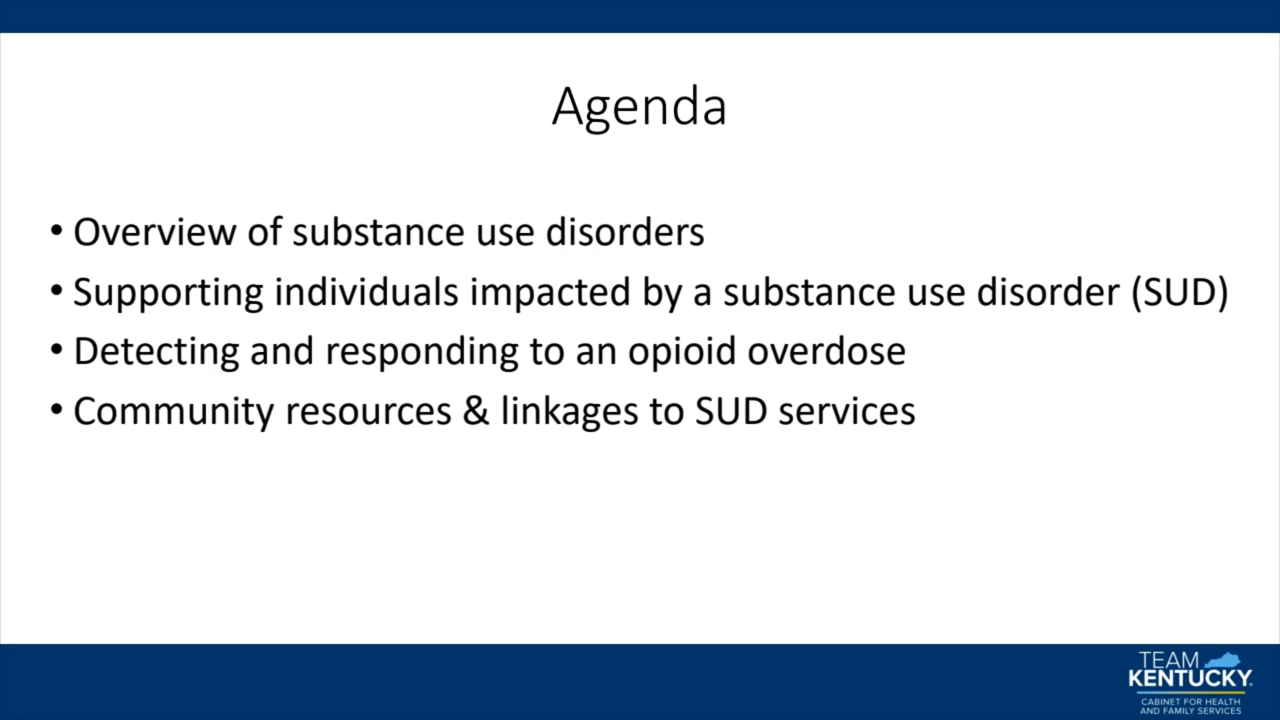 Agenda
• Overview of substance use disorders
• Supporting individuals impacted by a substance use disorder (SUD)
• Detecting and responding to an opioid overdose
• Community resources & linkages to SUD services
TEAM
KENTUCKY®
CABINET FOR HEALTH
AND FAMILY SERVICES